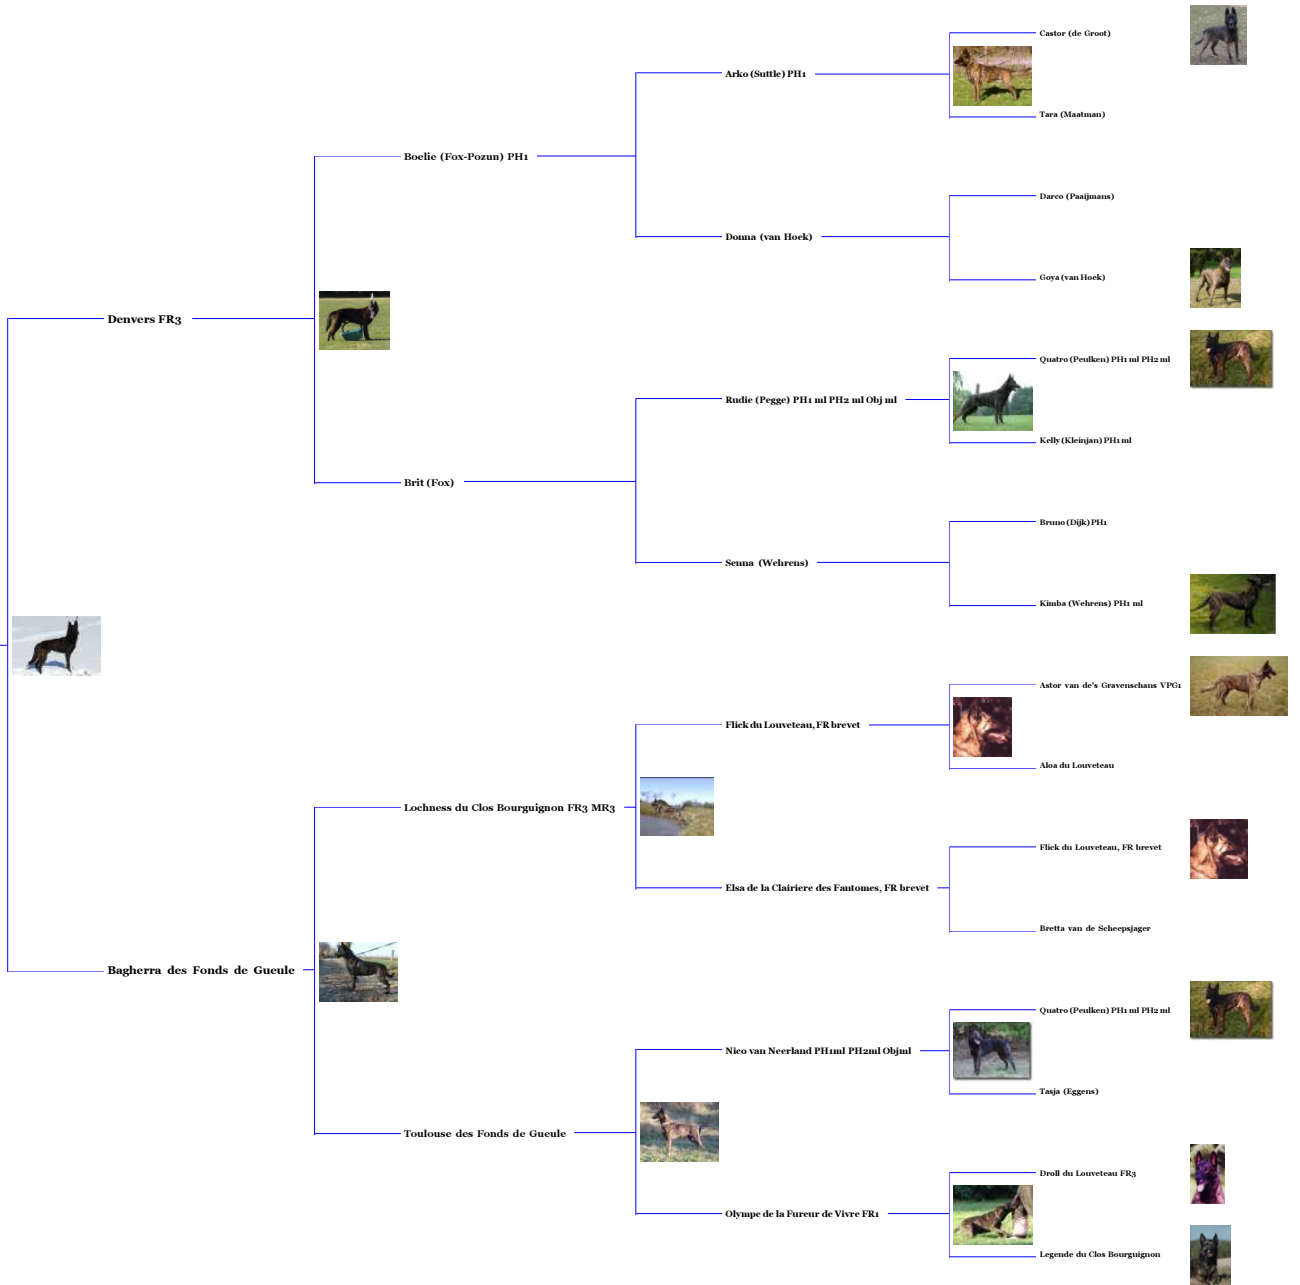 Castor (de Groot)
Arko (Suttle) PH1
Tara (Maatman)
Boelie (Fox-Pozun) PH1
Darco (Paaijmans)
Donna (van Hoek)
Goya (van Hoek)
Denvers FR3
Quatro (Peulken) PH1 ml PH2 ml
Rudie (Pegge) PH1 ml PH2 ml Obj ml
Kelly (Kleinjan) PH1 ml
Brit (Fox)
Bruno (Dijk) PH1
Senna (Wehrens)
Kimba (Wehrens) PH1 ml
Astor van de's Gravenschans VPG1
Flick du Louveteau, FR brevet
Aloa du Louveteau
Lochness du Clos Bourguignon FR3 MR3
Flick du Louveteau, FR brevet
Elsa de la Clairiere des Fantomes, FR brevet
Bretta van de Scheepsjager
Bagherra des Fonds de Gueule
Quatro (Peulken) PH1 ml PH2 ml
Nico van Neerland PH1ml PH2ml Objml
Tasja (Eggens)
Toulouse des Fonds de Gueule
Droll du Louveteau FR3
Olympe de la Fureur de Vivre FR1
Legende du Clos Bourguignon